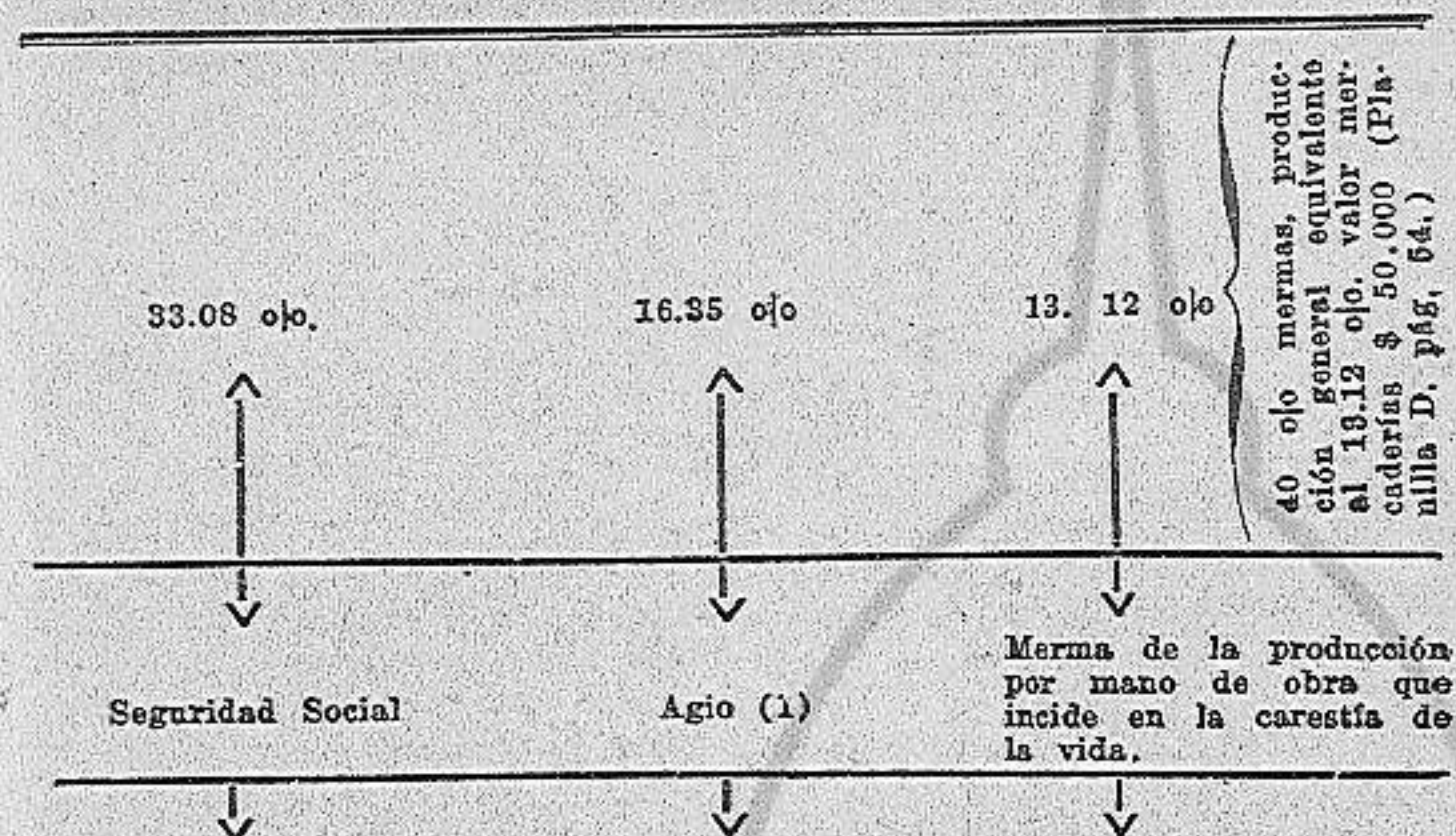 33.08 o|o.
16.35 o|o
13. 12 o|o
40 o|o mermas, produc-
ción general equivalente
al 13.12 o|o. valor mer-
caderías $ 50.000 (Pla-
nilla D. pág. 54.)
Seguridad Social
Agio (1)
Merma de la producción
por mano de obra que
incide en la carestía de
la vida.